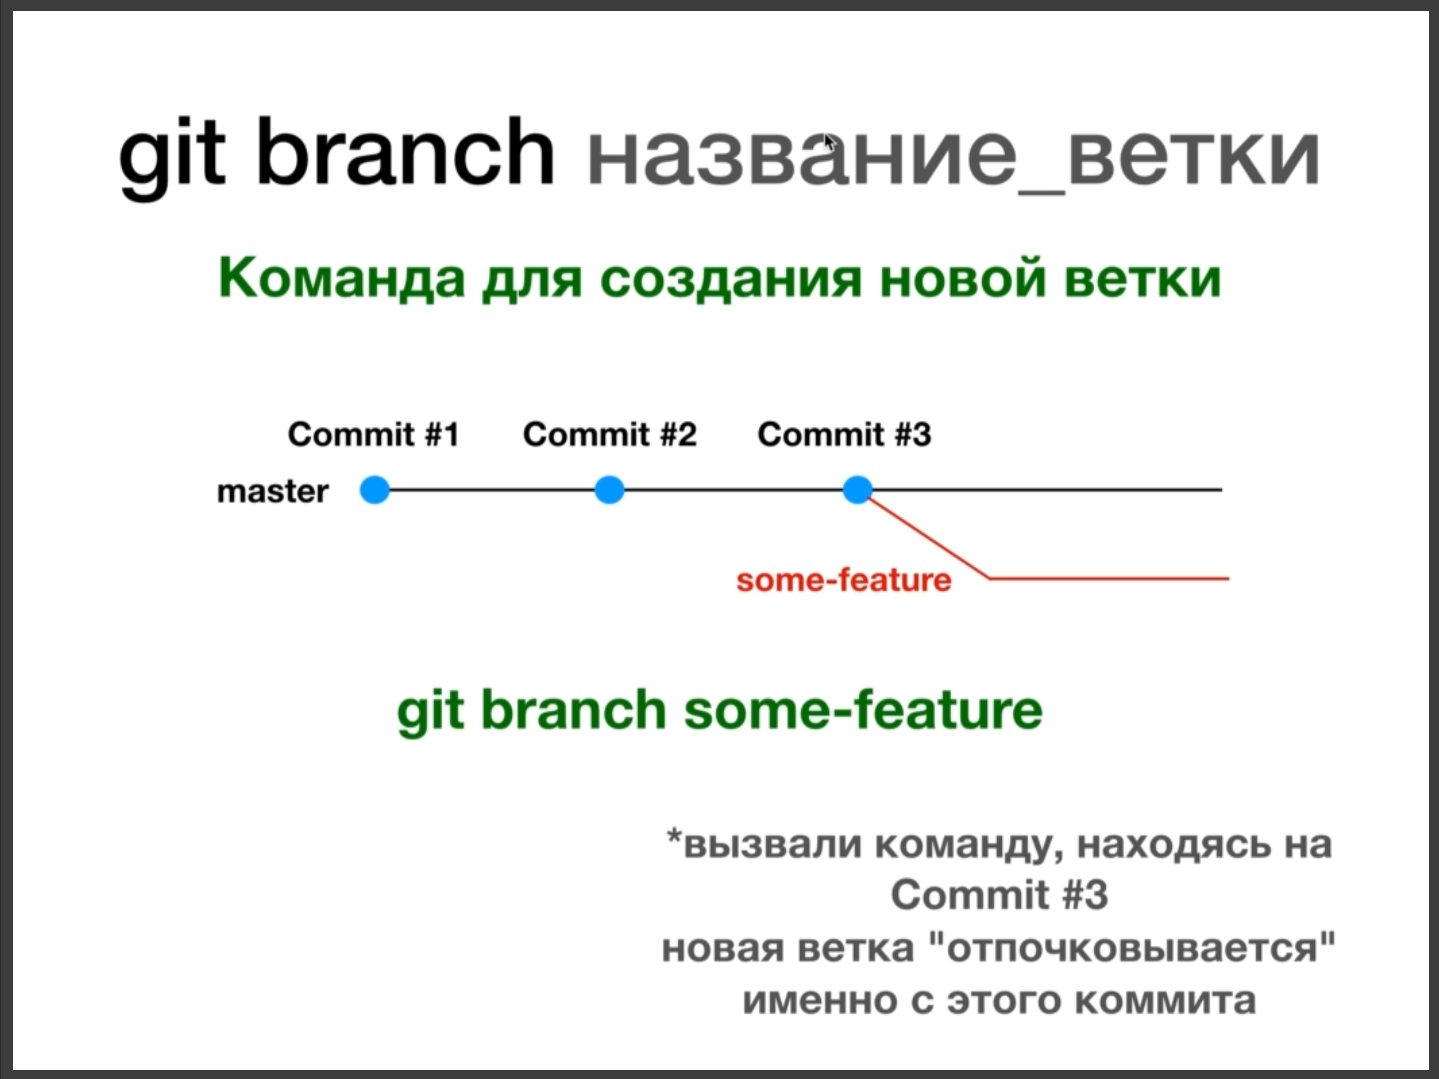 git branch название_ветки
Команда для создания новой ветки
Commit #1 Commit #2 Commit #3
master
some-feature
git branch some-feature
*вызвали команду, находясь на
Commit #3
новая ветка "отпочковывается"
именно с этого коммита